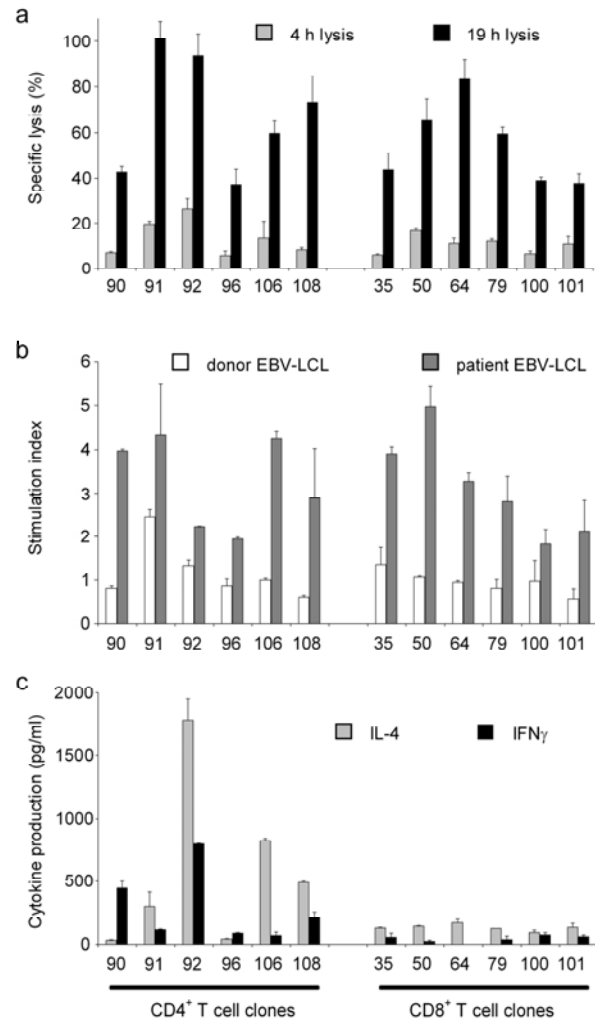 a
4 h lysis 19 h lysis
Specific lysis (%)
100
80
60
40
20
0
90 91 92 96 106 108 35 50 64 79 100 101
b
donor EBV-LCL patient EBV-LCL
Stimulation index
6
5
4
3
2
1
0
90 91 92 96 106 108 35 50 64 79 100 101
c
IL-4 IFNγ
Cytokine production (pg/ml)
2000
1500
1000
500
0
90 91 92 96 106 108 35 50 64 79 100 101
CD4⁺ T cell clones CD8⁺ T cell clones